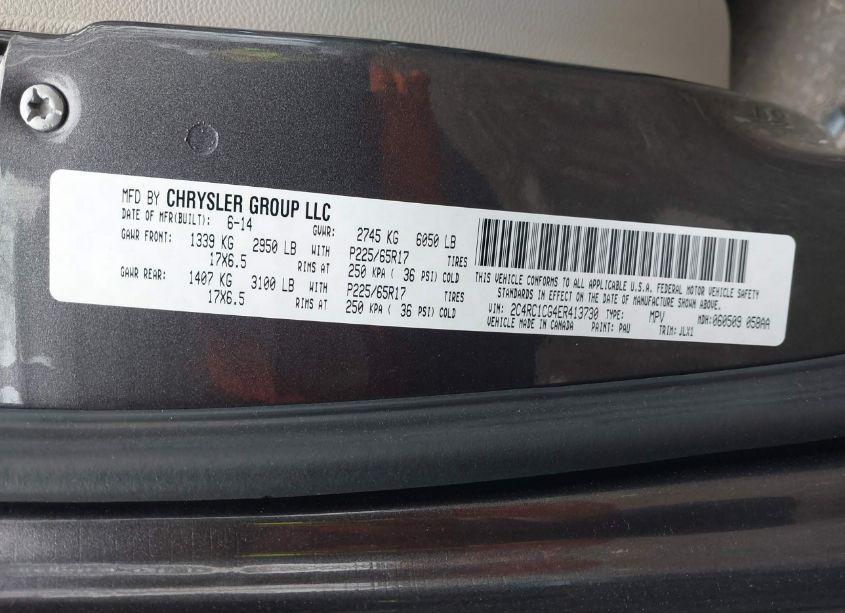 MFD BY CHRYSLER GROUP LLC
DATE OF MFR(BUILT): 6-14 GVWR: 2745 KG 6050 LB
GAWR FRONT: 1339 KG 2950 LB WITH P225/65R17 TIRES
17X6.5 RIMS AT 250 KPA ( 36 PSI) COLD
GAWR REAR: 1407 KG 3100 LB WITH P225/65R17 TIRES
17X6.5 RIMS AT 250 KPA ( 36 PSI) COLD
THIS VEHICLE CONFORMS TO ALL APPLICABLE U.S.A. FEDERAL MOTOR VEHICLE SAFETY
STANDARDS IN EFFECT ON THE DATE OF MANUFACTURE SHOWN ABOVE.
VIN: 2C4RC1CG4ER413730 TYPE: MPV MDH:060509 058AA
VEHICLE MADE IN CANADA PAINT: PAU TRIM: JLX1